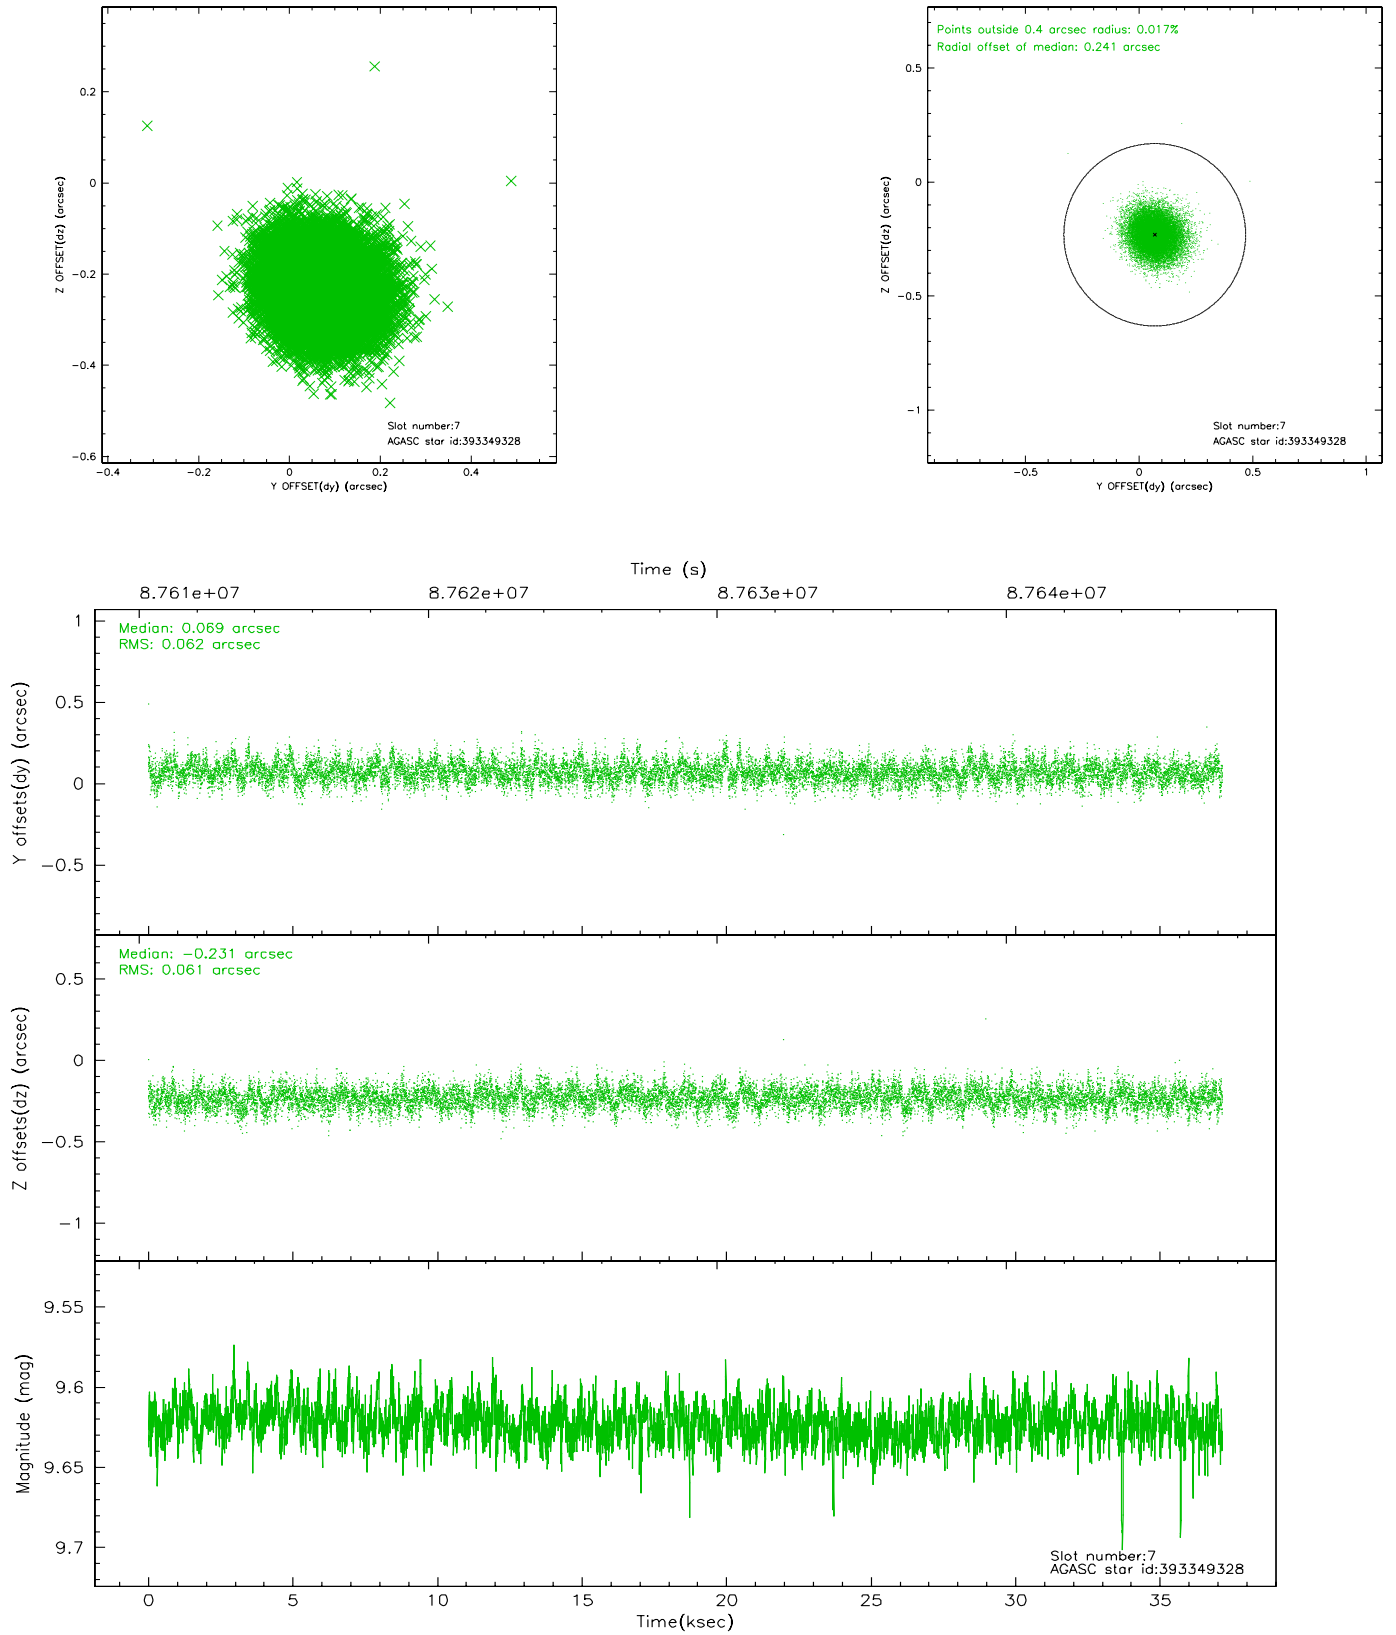 0.2
0
−0.2
−0.4
−0.6
Z OFFSET(dz) (arcsec)
Slot number:7
AGASC star id:393349328
−0.4 −0.2 0 0.2 0.4
Y OFFSET(dy) (arcsec)
Points outside 0.4 arcsec radius: 0.017%
Radial offset of median: 0.241 arcsec
0.5
0
−0.5
−1
Z OFFSET(dz) (arcsec)
Slot number:7
AGASC star id:393349328
−0.5 0 0.5 1
Y OFFSET(dy) (arcsec)
Time (s)
8.761e+07 8.762e+07 8.763e+07 8.764e+07
Median: 0.069 arcsec
RMS: 0.062 arcsec
1
0.5
0
−0.5
Y offsets(dy) (arcsec)
Median: −0.231 arcsec
RMS: 0.061 arcsec
0.5
0
−0.5
−1
Z offsets(dz) (arcsec)
9.55
9.6
9.65
9.7
Magnitude (mag)
Slot number:7
AGASC star id:393349328
0 5 10 15 20 25 30 35
Time(ksec)